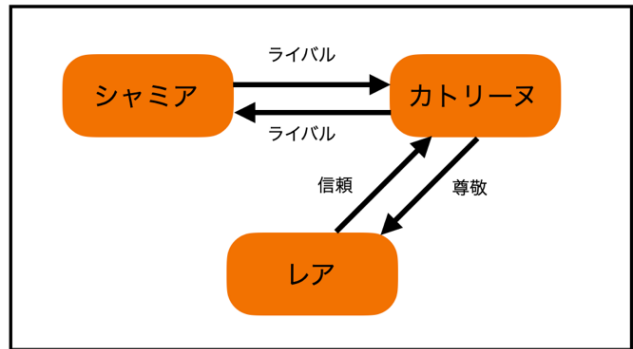 ライバル
シャミア
カトリーヌ
ライバル
信頼
尊敬
レア